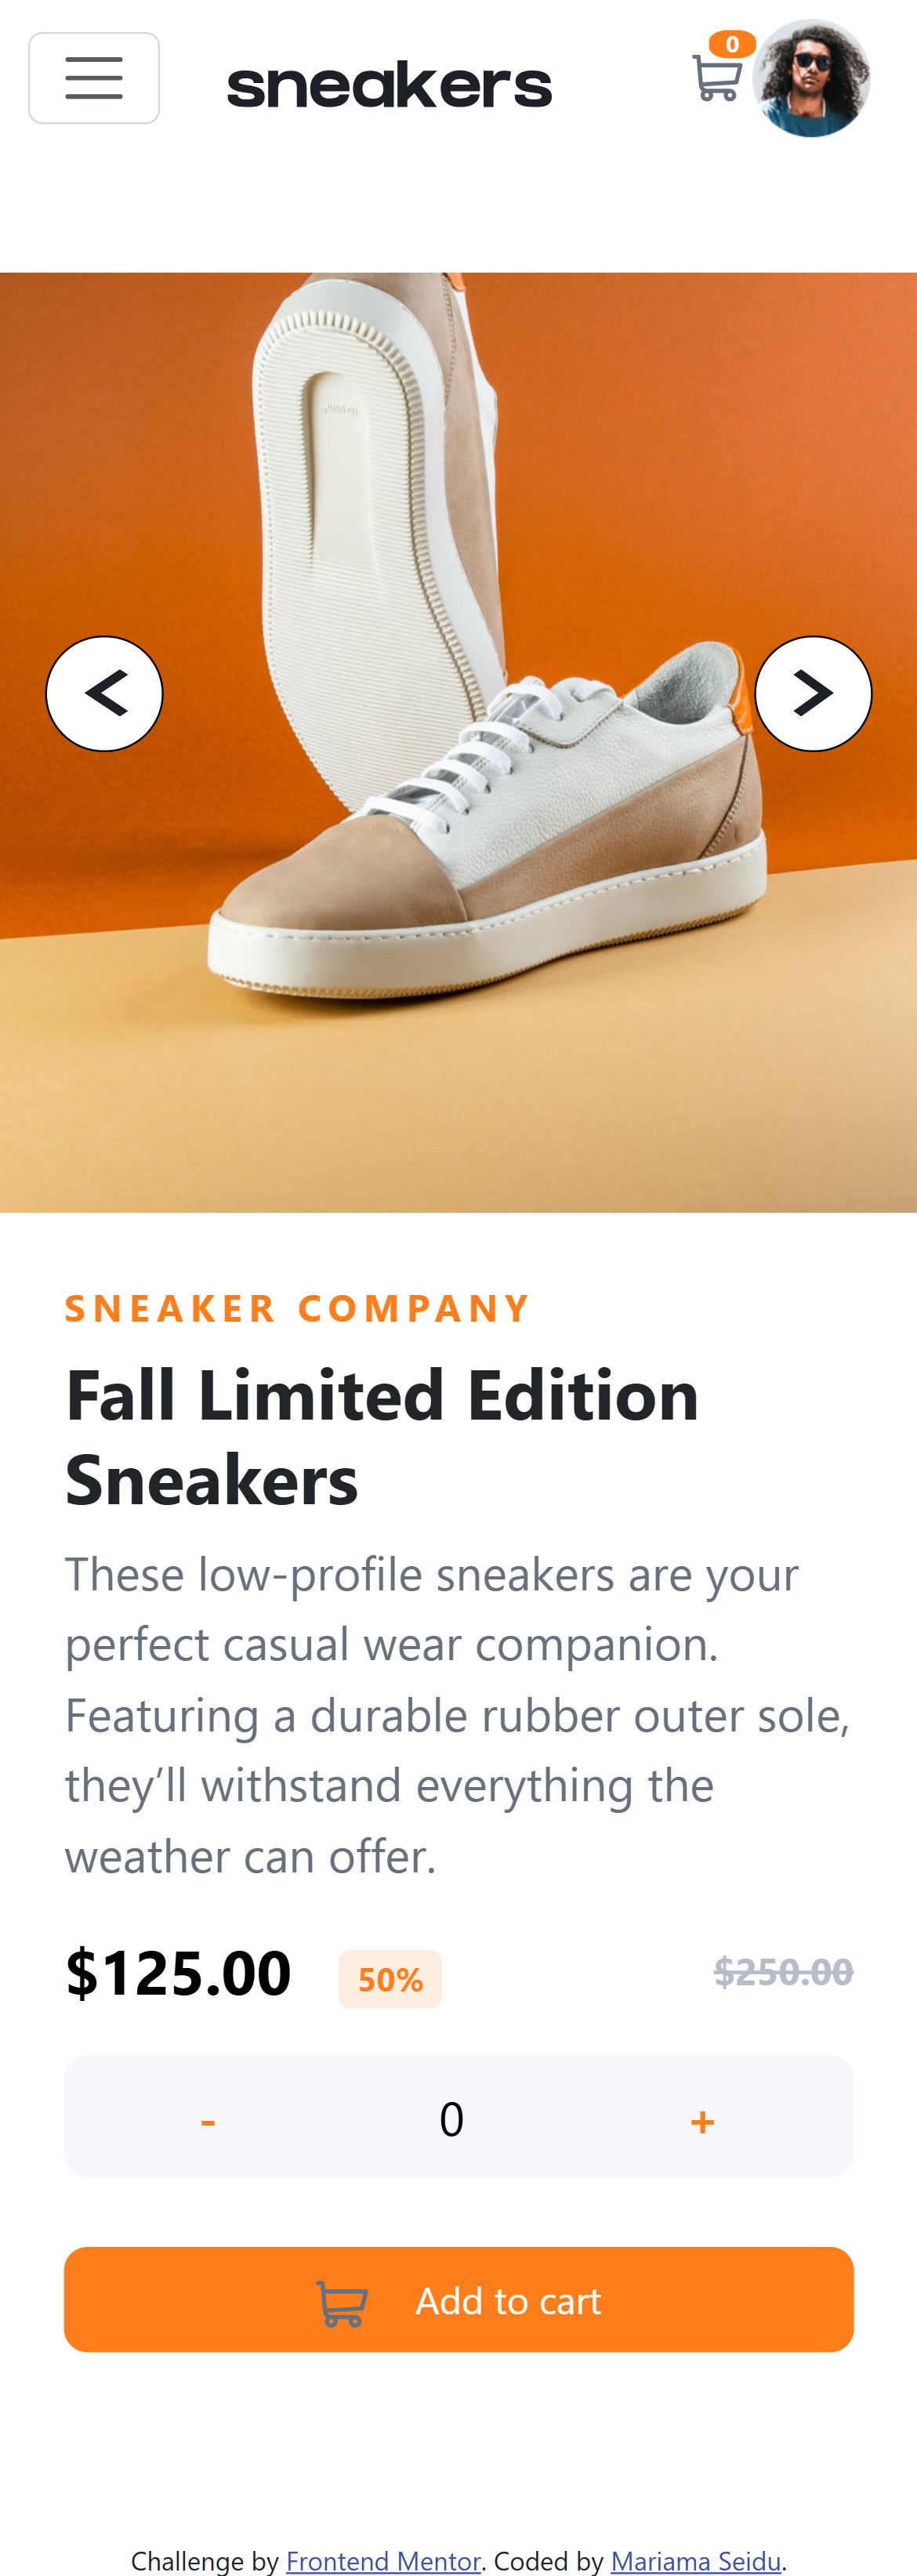 0
sneakers
<
>
SNEAKER COMPANY
Fall Limited Edition
Sneakers
These low-profile sneakers are your
perfect casual wear companion.
Featuring a durable rubber outer sole,
they’ll withstand everything the
weather can offer.
$125.00 50% $250.00
- 0 +
Add to cart
Challenge by Frontend Mentor. Coded by Mariama Seidu.